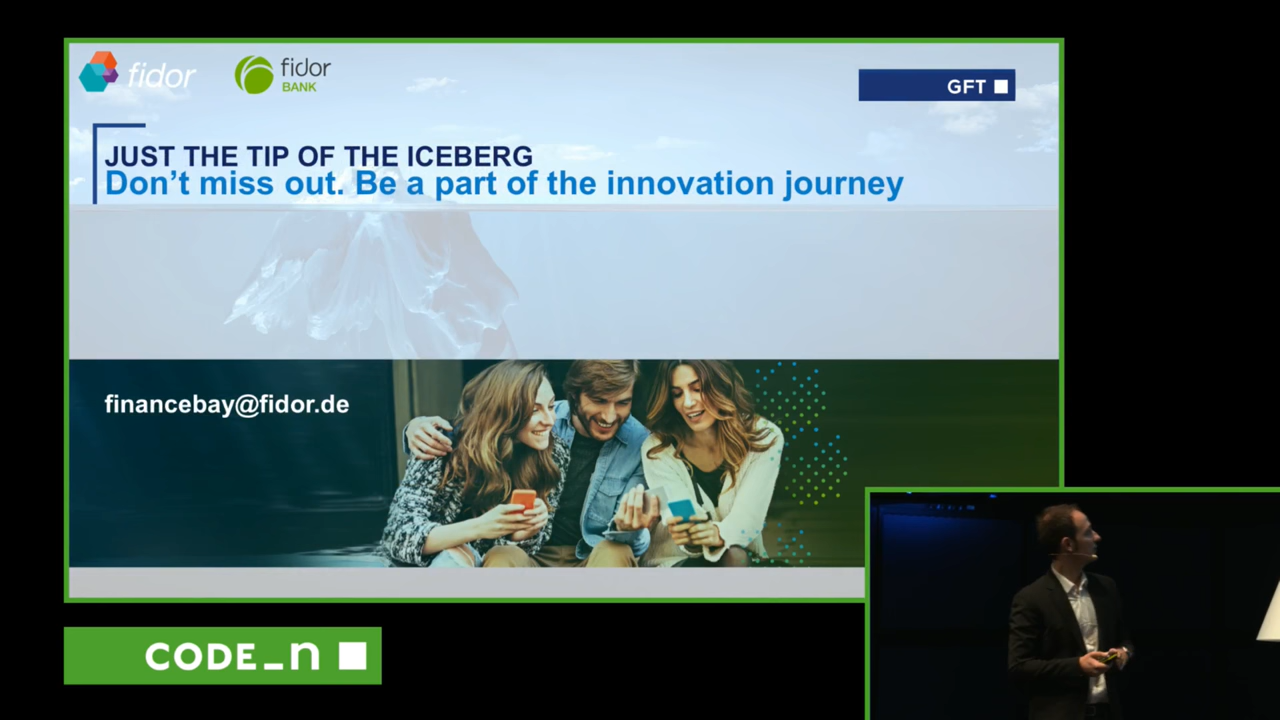 fidor
fidor
BANK
GFT
JUST THE TIP OF THE ICEBERG
Don't miss out. Be a part of the innovation journey
financebay@fidor.de
CODE_n